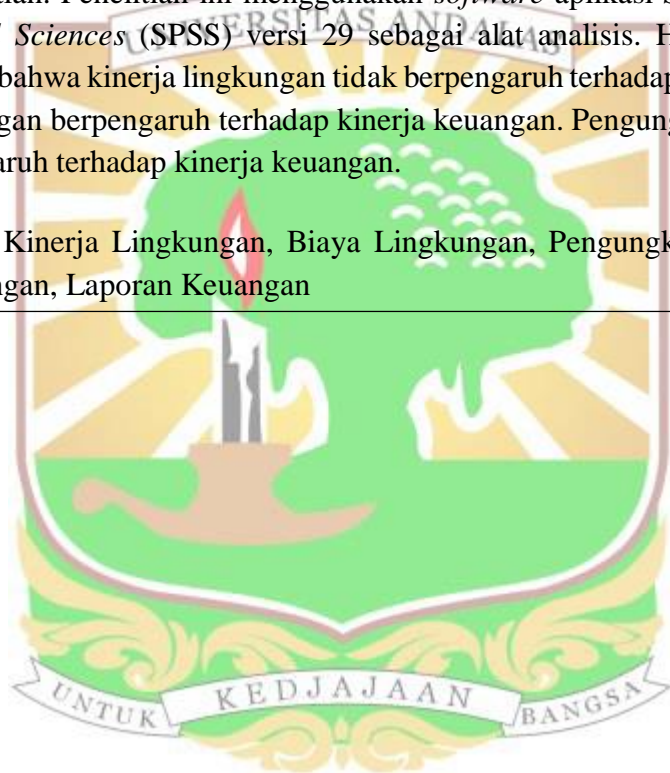 Penelitian ini menggunakan software aplikasi
UNIVERSITAS ANDALAS
Sciences (SPSS) versi 29 sebagai alat analisis. H
bahwa kinerja lingkungan tidak berpengaruh terhadap
gan berpengaruh terhadap kinerja keuangan. Pengung
aruh terhadap kinerja keuangan.
Kinerja Lingkungan, Biaya Lingkungan, Pengungk
ngan, Laporan Keuangan
UNTUK KEDJAJAAN BANGSA